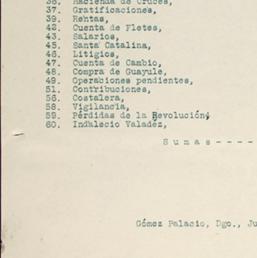 36. Hacienda de Cruces,
37. Gratificaciones,
39. Rentas,
42. Cuenta de Fletes,
43. Salarios,
45. Santa Catalina,
46. Litigios,
47. Cuenta de Cambio,
48. Compra de Guayule,
49. Operaciones pendientes,
51. Contribuciones,
56. Costalera,
58. Vigilancia,
59. Pérdidas de la Revolución,
60. Indalecio Valadez,
S u m a s - - - -
Gómez Palacio, Dgo., Ju